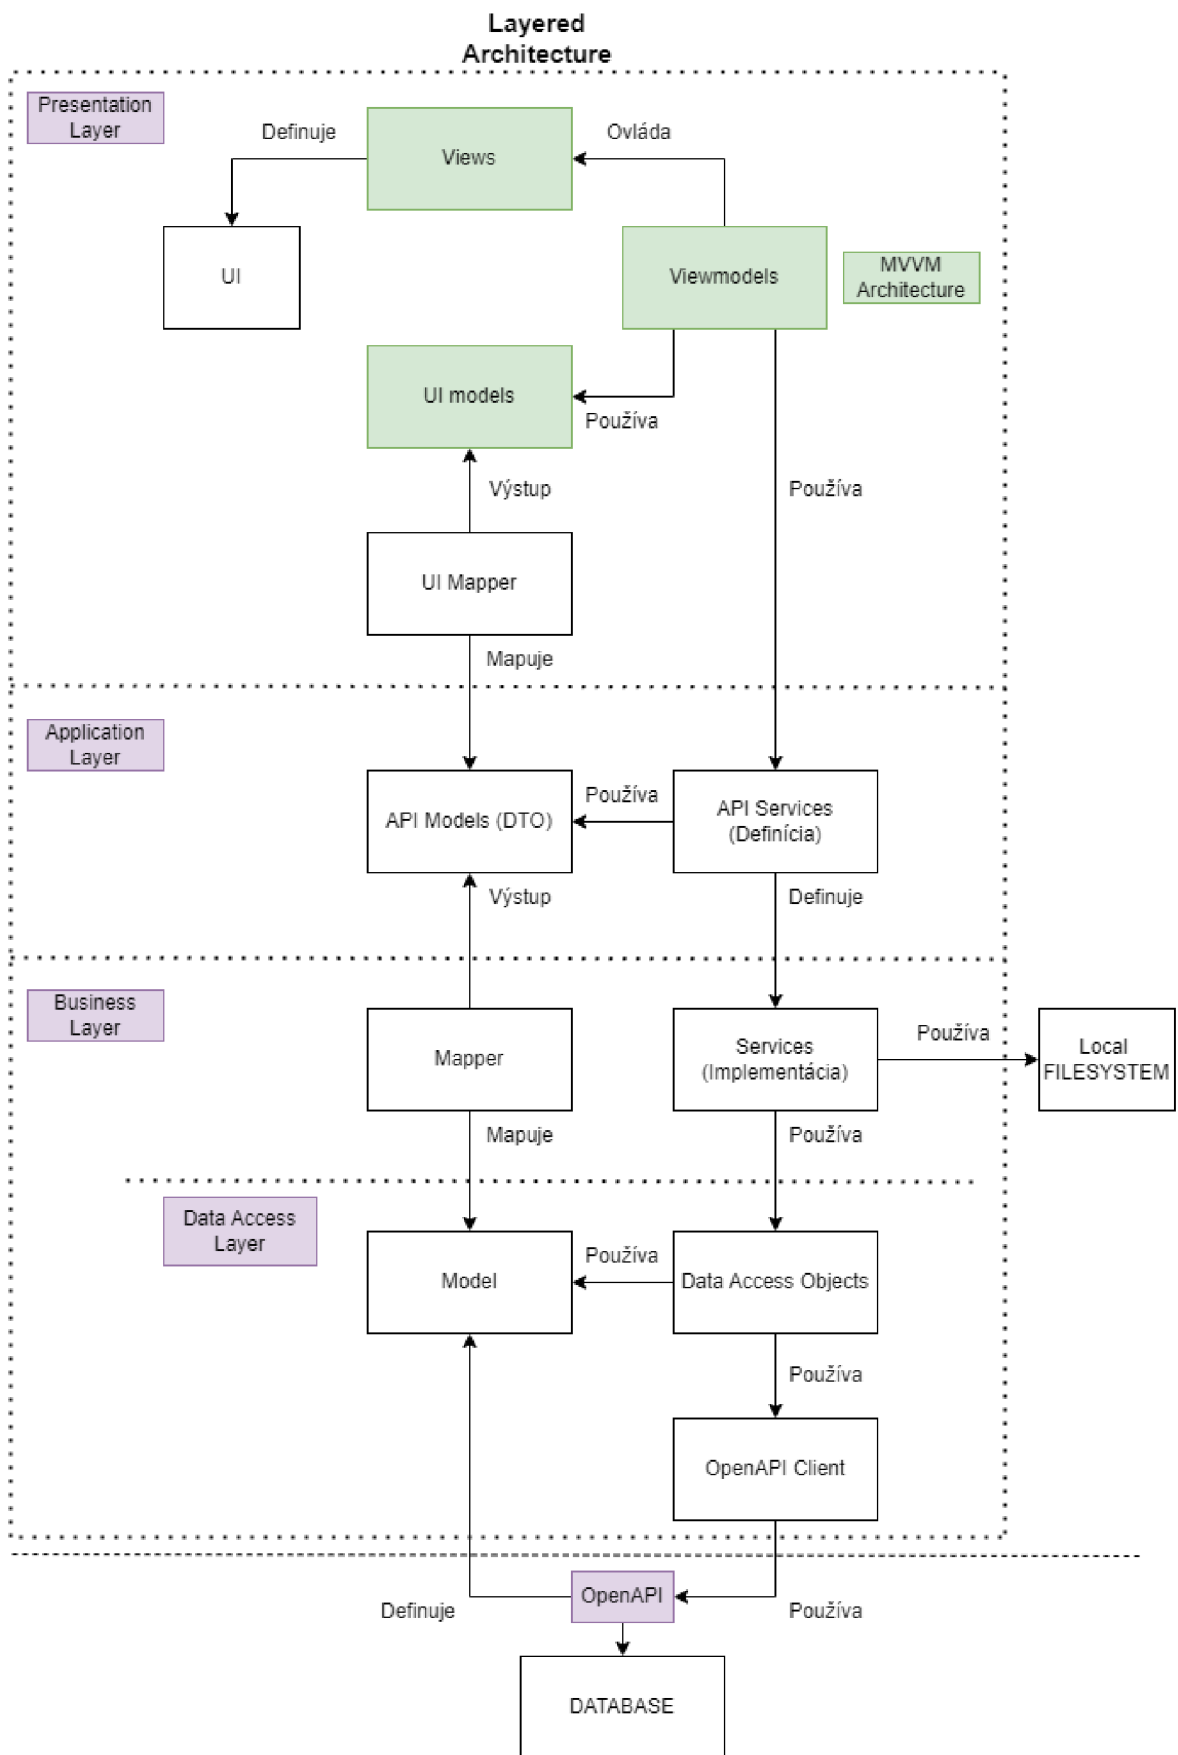 Layered
Architecture
Presentation
Layer
Definuje
Views
Ovláda
UI
Viewmodels
MVVM
Architecture
UI models
Používa
Výstup
Používa
UI Mapper
Mapuje
Application
Layer
API Models (DTO)
Používa
API Services
(Definícia)
Výstup
Definuje
Business
Layer
Mapper
Services
(Implementácia)
Používa
Local
FILESYSTEM
Mapuje
Používa
Data Access
Layer
Model
Používa
Data Access Objects
Používa
OpenAPI Client
OpenAPI
Definuje
Používa
DATABASE